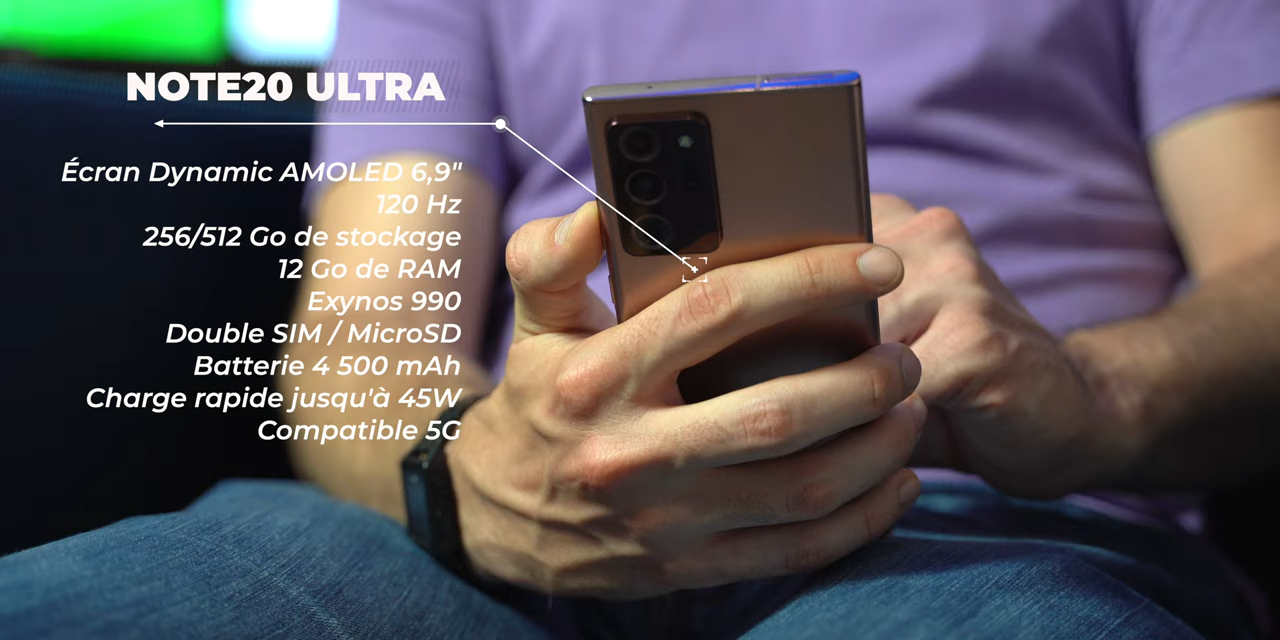 NOTE20 ULTRA
Écran Dynamic AMOLED 6,9"
120 Hz
256/512 Go de stockage
12 Go de RAM
Exynos 990
Double SIM / MicroSD
Batterie 4 500 mAh
Charge rapide jusqu'à 45W
Compatible 5G